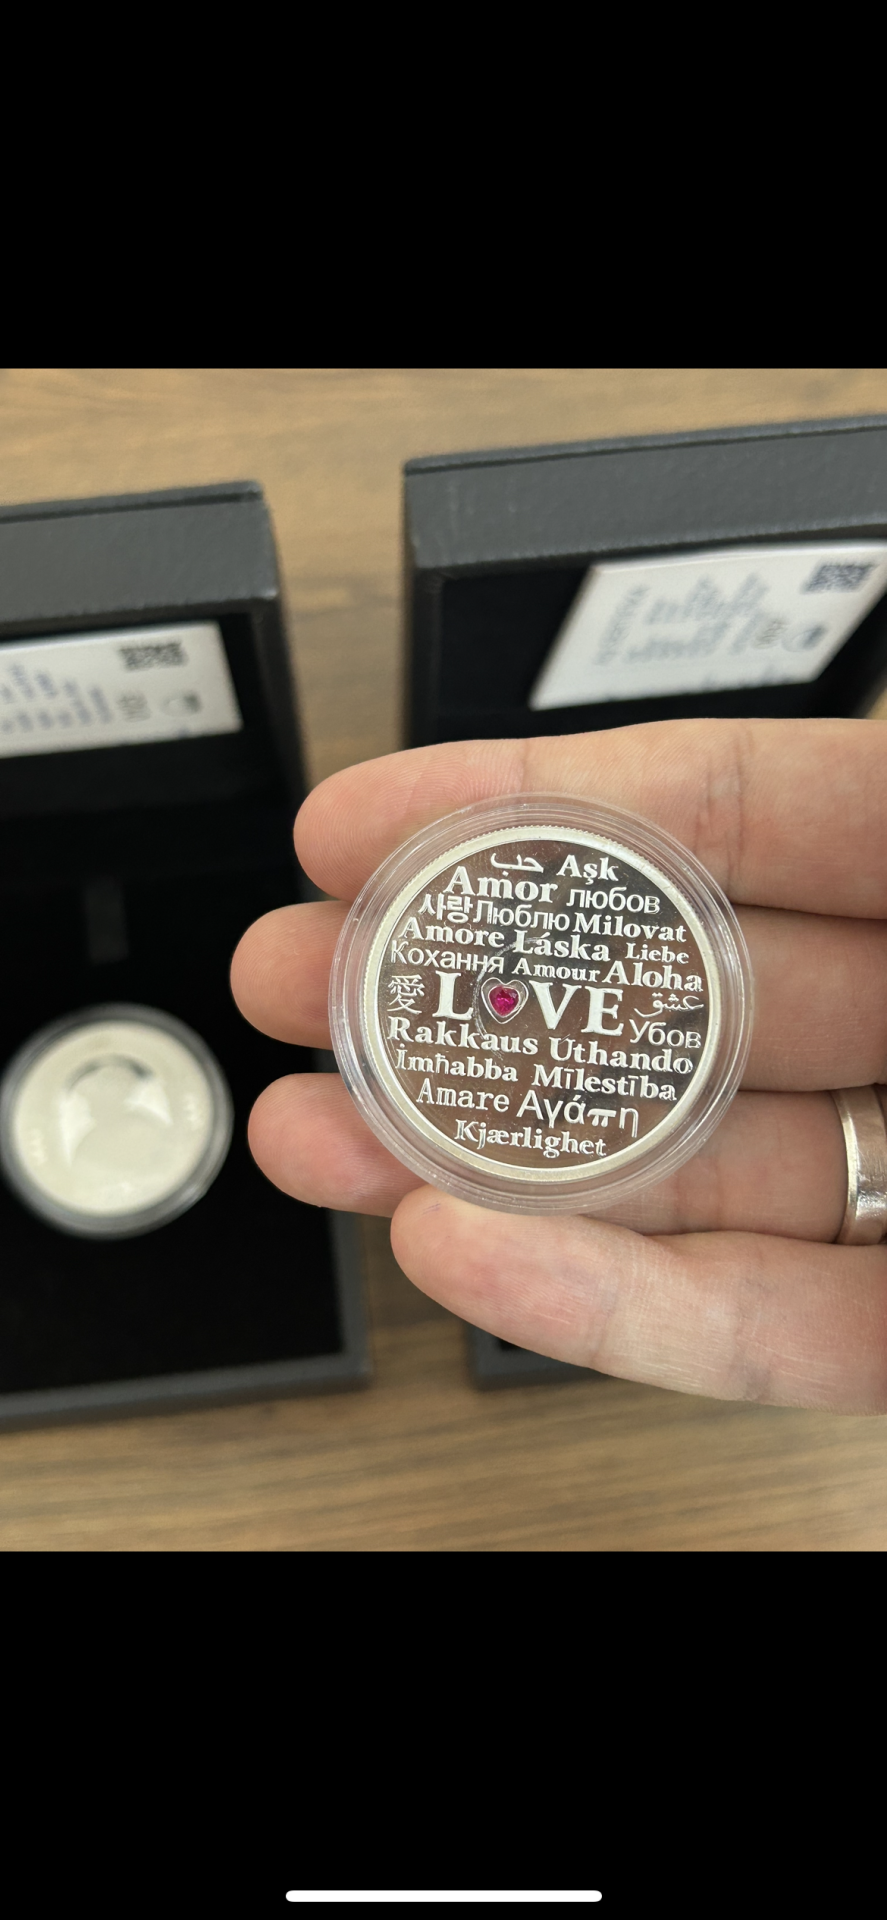 حب Aşk
Amor любов
사랑 Люблю Milovat
Amore Láska Liebe
Кохання Amour Aloha
愛 LOVE عشق
Убов
Rakkaus Uthando
Imħabba Mīlestība
Amare Αγάπη
Kjærlighet